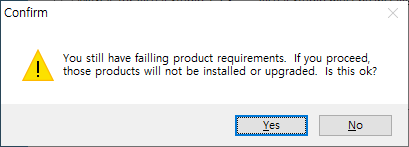 Confirm
You still have failling product requirements.  If you proceed,
those products will not be installed or upgraded.  Is this ok?
Yes
No